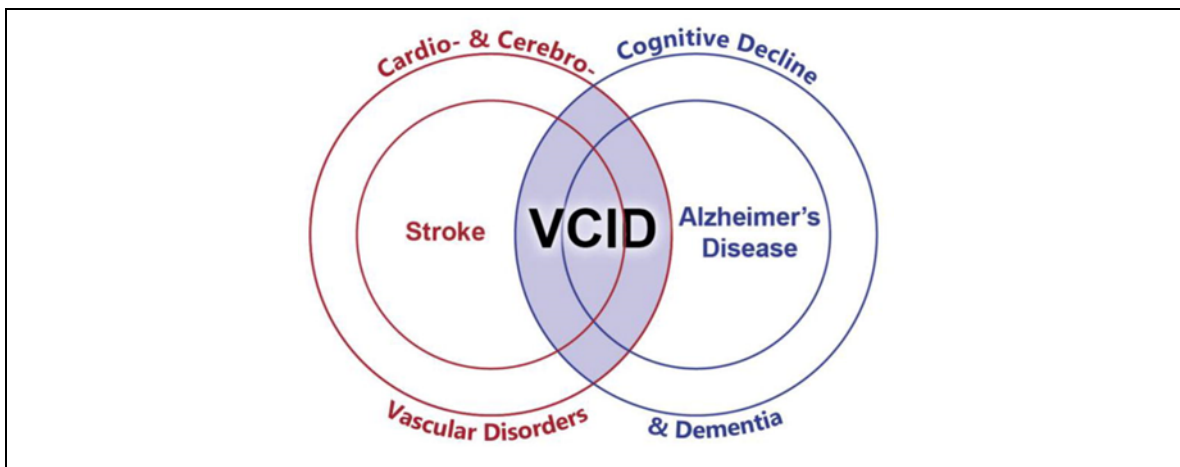 Cardio- & Cerebro-
Cognitive Decline
Stroke
VCID
Alzheimer's
Disease
Vascular Disorders
& Dementia